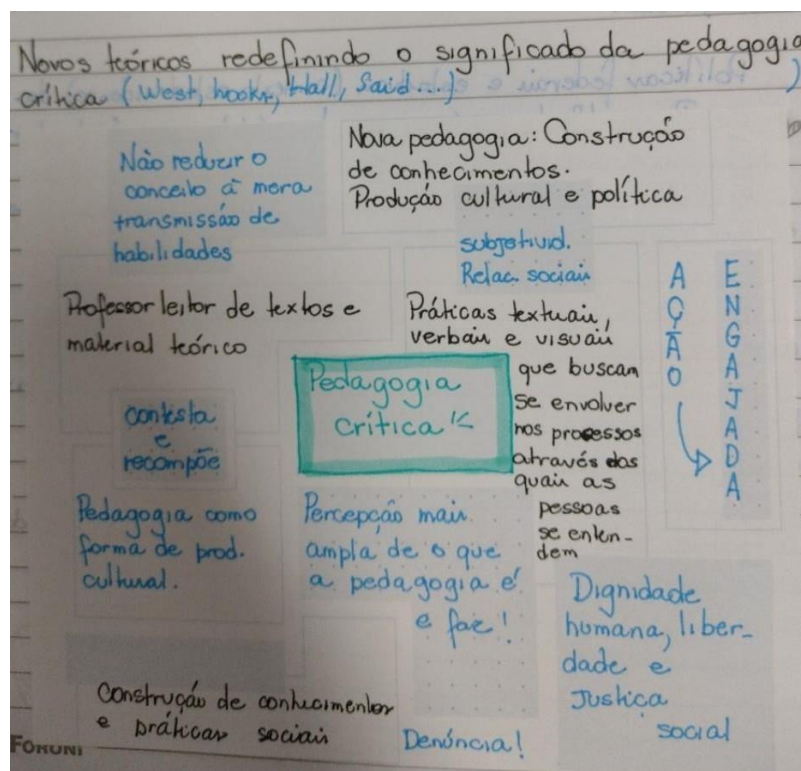 Novos teóricos redefinindo o significado da pedagogia
crítica (West, hooks, Hall, Said...)
Não reduzir o
conceito à mera
transmissão de
habilidades
Nova pedagogia: Construção
de conhecimentos.
Produção cultural e política
subjetivid.
Relac. sociais
Professor leitor de textos e
material teórico
Práticas textuais,
verbais e visuais
que buscam
se envolver
nos processos
através dos
quais as
pessoas
se enten-
dem
AÇÃO
ENGAJADA
Pedagogia
crítica
contesta
e
recompõe
Pedagogia como
forma de prod.
cultural.
Percepção mais
ampla de o que
a pedagogia é
e faz!
Dignidade
humana, liber-
dade e
Justiça
social
Construção de conhecimentos
e práticas sociais
Denúncia!
FORONI